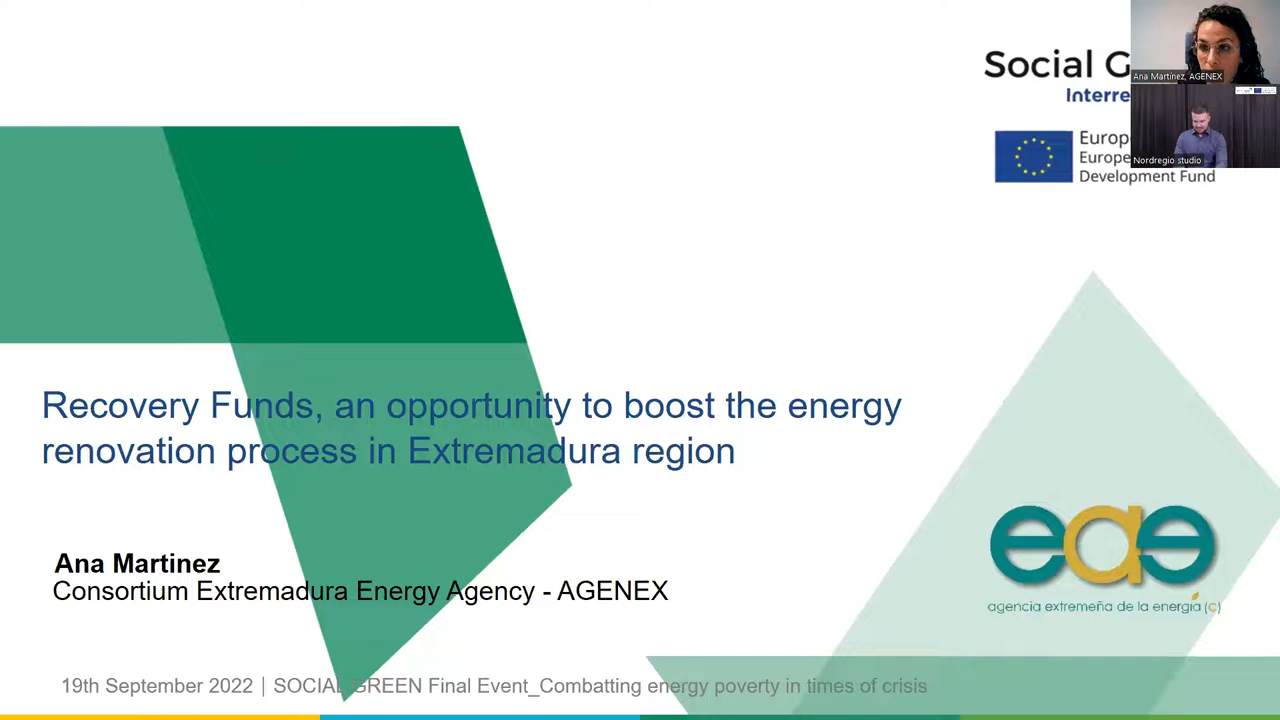 Social G
Interre
Ana Martínez, AGENEX
Europ
Europe
Development Fund
Nordregio studio
Recovery Funds, an opportunity to boost the energy
renovation process in Extremadura region
Ana Martinez
Consortium Extremadura Energy Agency - AGENEX
eae
agencia extremeña de la energía (c)
19th September 2022 | SOCIAL GREEN Final Event_Combatting energy poverty in times of crisis